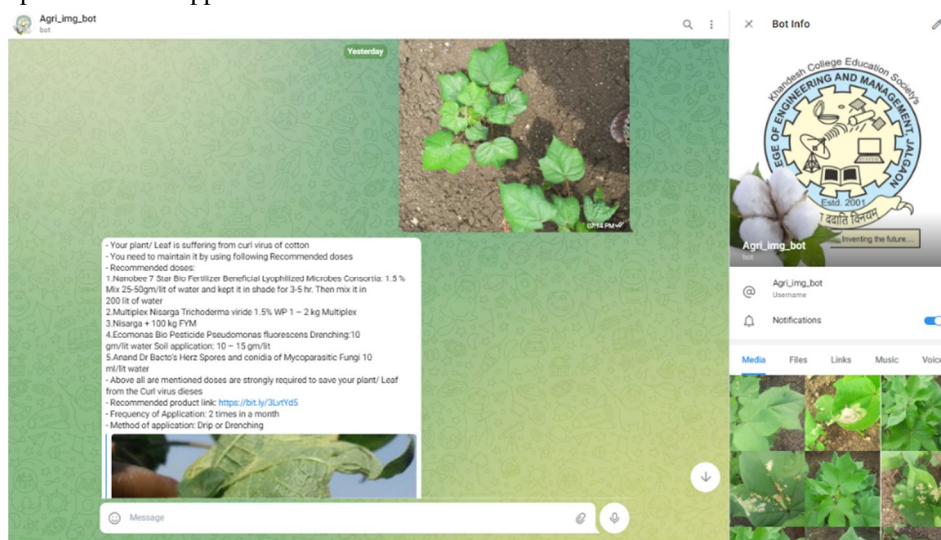 Agri_img_bot
bot
Yesterday
07:14 PM
- Your plant/ Leaf is suffering from curl virus of cotton
- You need to maintain it by using following Recommended doses
- Recommended doses:
1.Nanobee 7 Star Bio Fertilizer Beneficial Lyophilized Microbes Consortia: 1.5 %
Mix 25-50gm/lit of water and kept it in shade for 3-5 hr. Then mix it in
200 lit of water
2.Multiplex Nisarga Trichoderma viride 1.5% WP 1 – 2 kg Multiplex
3.Nisarga + 100 kg FYM
4.Ecomonas Bio Pesticide Pseudomonas fluorescens Drenching:10
gm/lit water Soil application: 10 – 15 gm/lit
5.Anand Dr Bacto's Herz Spores and conidia of Mycoparasitic Fungi 10
ml/lit water
- Above all are mentioned doses are strongly required to save your plant/ Leaf
from the Curl virus dieses
- Recommended product link: https://bit.ly/3LvtYd5
- Frequency of Application: 2 times in a month
- Method of application: Drip or Drenching
Message
Bot Info
Khandesh College Education Society's
EGE OF ENGINEERING AND MANAGEMENT, JALGAON
Estd. 2001
ददाति विनयम
Inventing the future...
Agri_img_bot
bot
Agri_img_bot
Username
Notifications
Media
Files
Links
Music
Voice